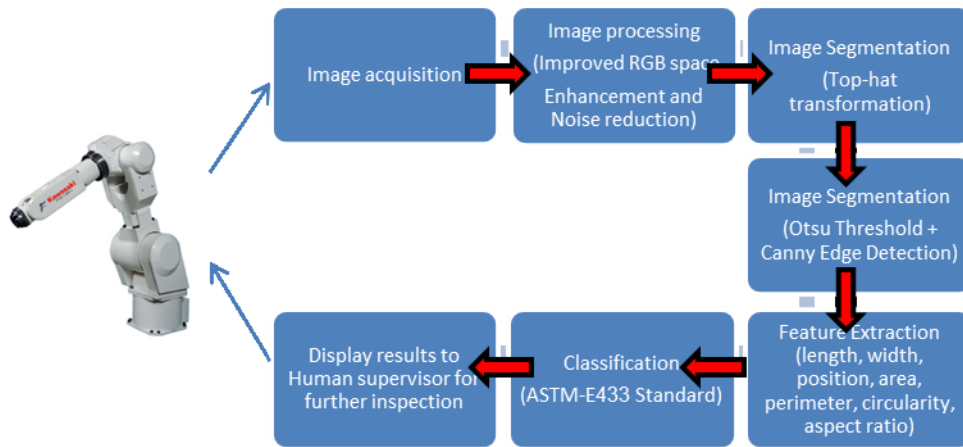 Image acquisition
Image processing
(Improved RGB space
Enhancement and
Noise reduction)
Image Segmentation
(Top-hat
transformation)
Image Segmentation
(Otsu Threshold +
Canny Edge Detection)
Feature Extraction
(length, width,
position, area,
perimeter, circularity,
aspect ratio)
Classification
(ASTM-E433 Standard)
Display results to
Human supervisor for
further inspection
Kawasaki